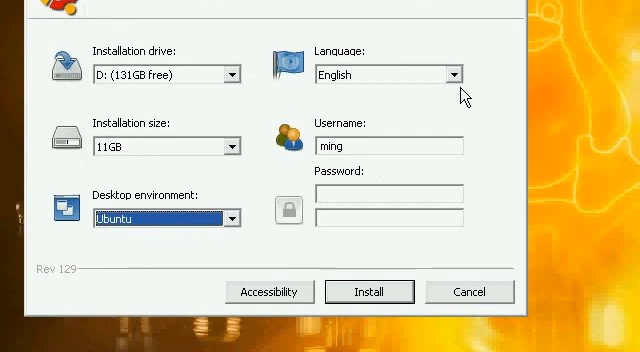 Installation drive:
D: (131GB free)
Language:
English
Installation size:
11GB
Username:
ming
Password:
Desktop environment:
Ubuntu
Rev 129
Accessibility
Install
Cancel